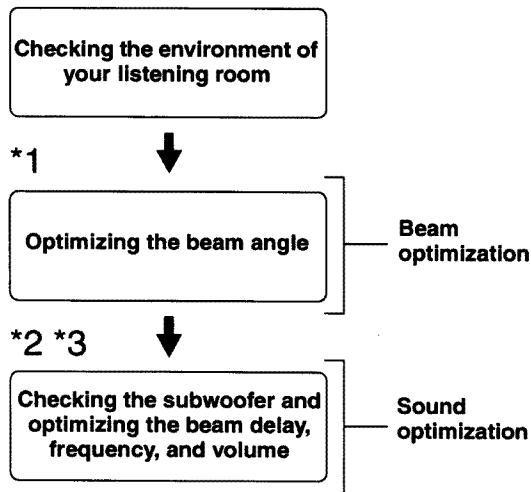 Checking the environment of
your listening room
*1
Optimizing the beam angle
Beam
optimization
*2 *3
Checking the subwoofer and
optimizing the beam delay,
frequency, and volume
Sound
optimization